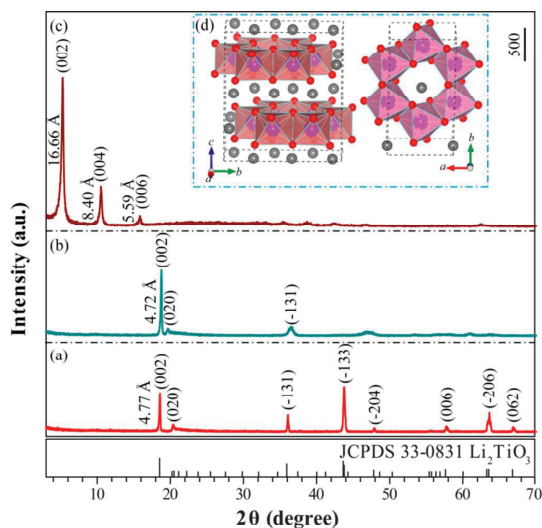 (c)
(002)
16.66 Å
8.40 Å
(004)
5.59 Å
(006)
(d)
c
a
b
b
a
500
(b)
4.72 Å
(002)
(020)
(-131)
(a)
4.77 Å
(002)
(020)
(-131)
(-133)
(-204)
(006)
(-206)
(062)
JCPDS 33-0831 Li₂TiO₃
10 20 30 40 50 60 70
2θ (degree)
Intensity (a.u.)